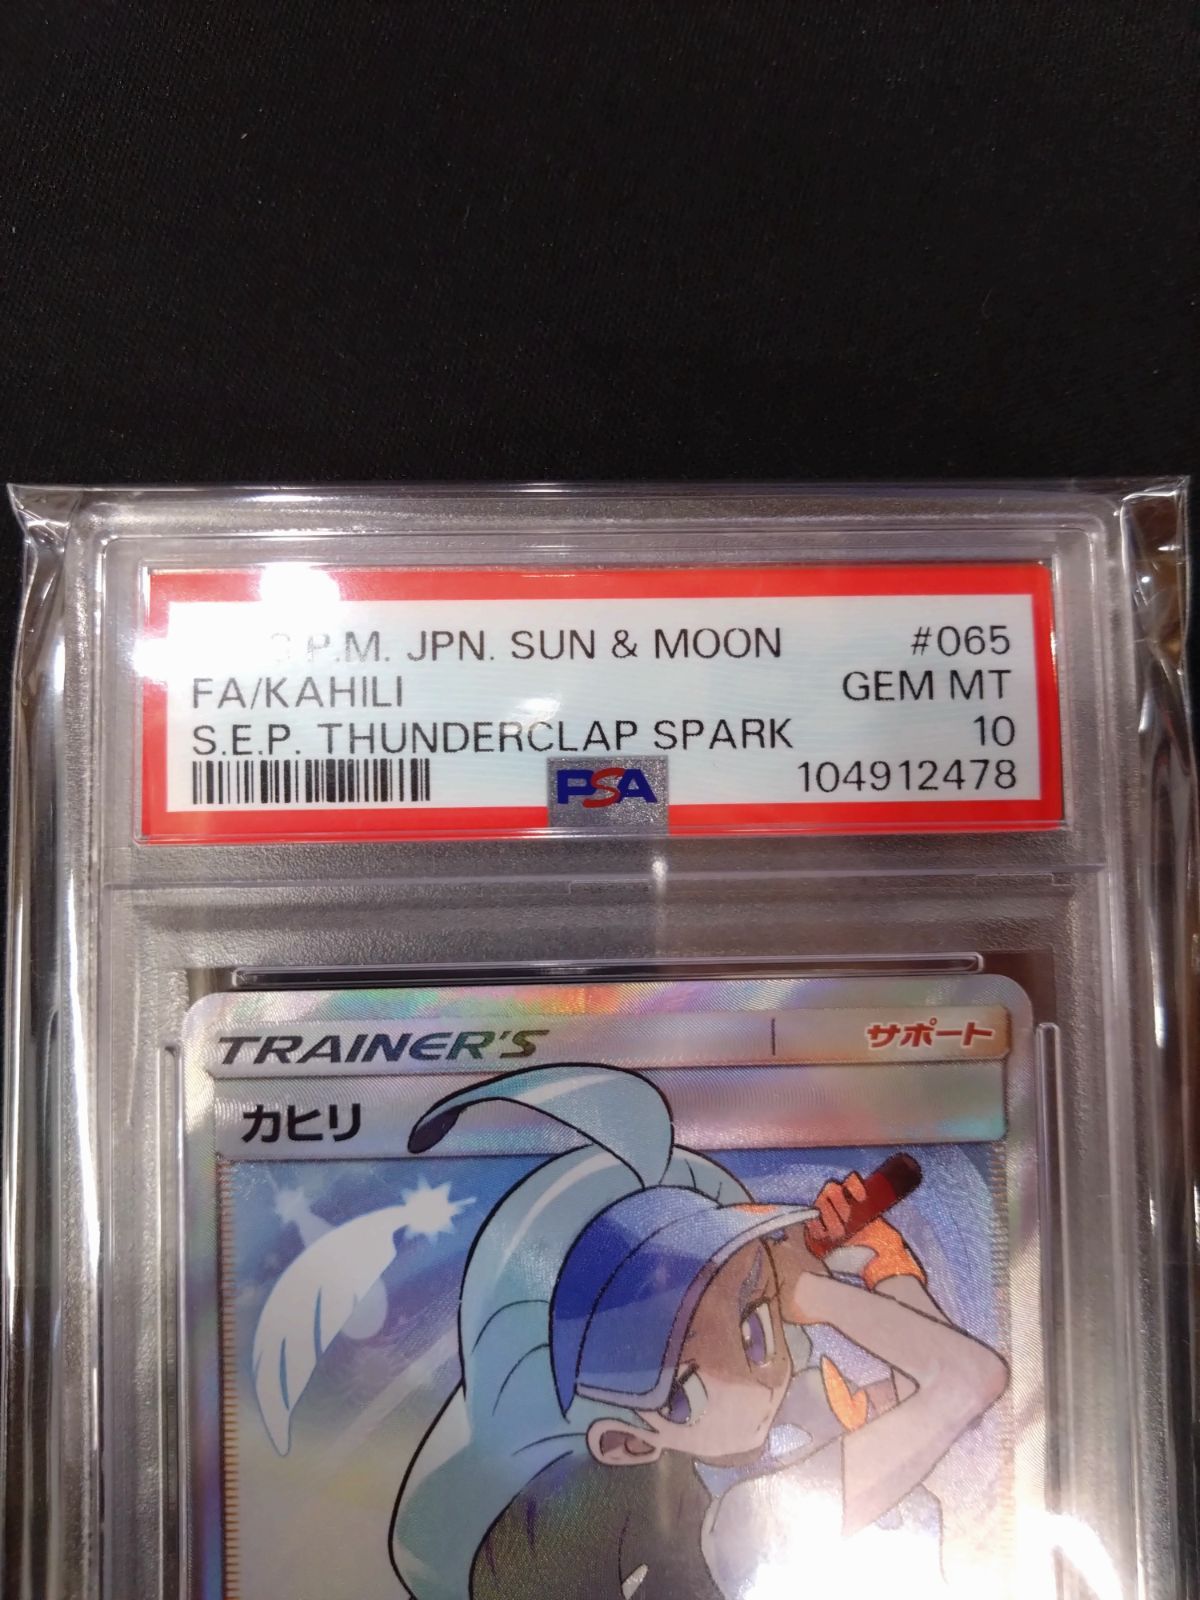 P.M. JPN. SUN & MOON #065
FA/KAHILI GEM MT
S.E.P. THUNDERCLAP SPARK 10
PSA 104912478
TRAINER'S サポート
カヒリ